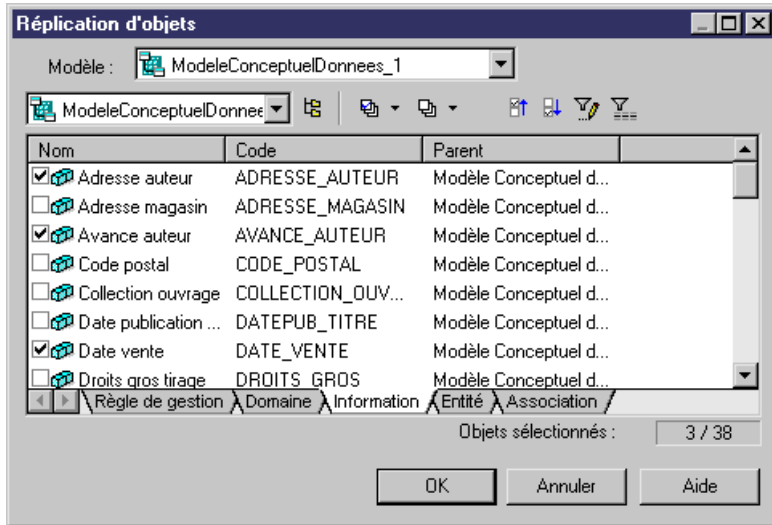 Réplication d'objets
Modèle : ModeleConceptuelDonnees_1
ModeleConceptuelDonnee
Nom Code Parent
Adresse auteur ADRESSE_AUTEUR Modèle Conceptuel d...
Adresse magasin ADRESSE_MAGASIN Modèle Conceptuel d...
Avance auteur AVANCE_AUTEUR Modèle Conceptuel d...
Code postal CODE_POSTAL Modèle Conceptuel d...
Collection ouvrage COLLECTION_OUV... Modèle Conceptuel d...
Date publication ... DATEPUB_TITRE Modèle Conceptuel d...
Date vente DATE_VENTE Modèle Conceptuel d...
Droits gros tirage DROITS_GROS Modèle Conceptuel d...
Règle de gestion Domaine Information Entité Association
Objets sélectionnés : 3 / 38
OK Annuler Aide